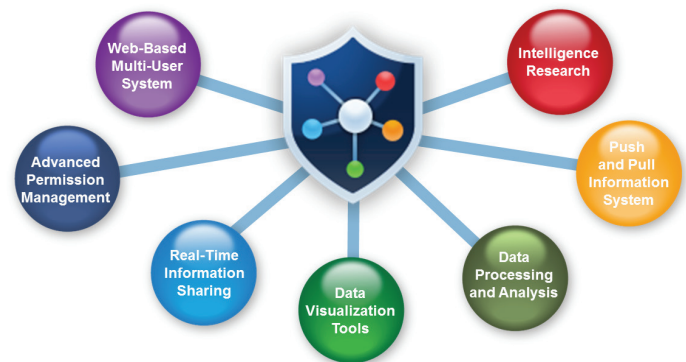 Web-Based
Multi-User
System
Intelligence
Research
Advanced
Permission
Management
Push
and Pull
Information
System
Real-Time
Information
Sharing
Data
Processing
and Analysis
Data
Visualization
Tools